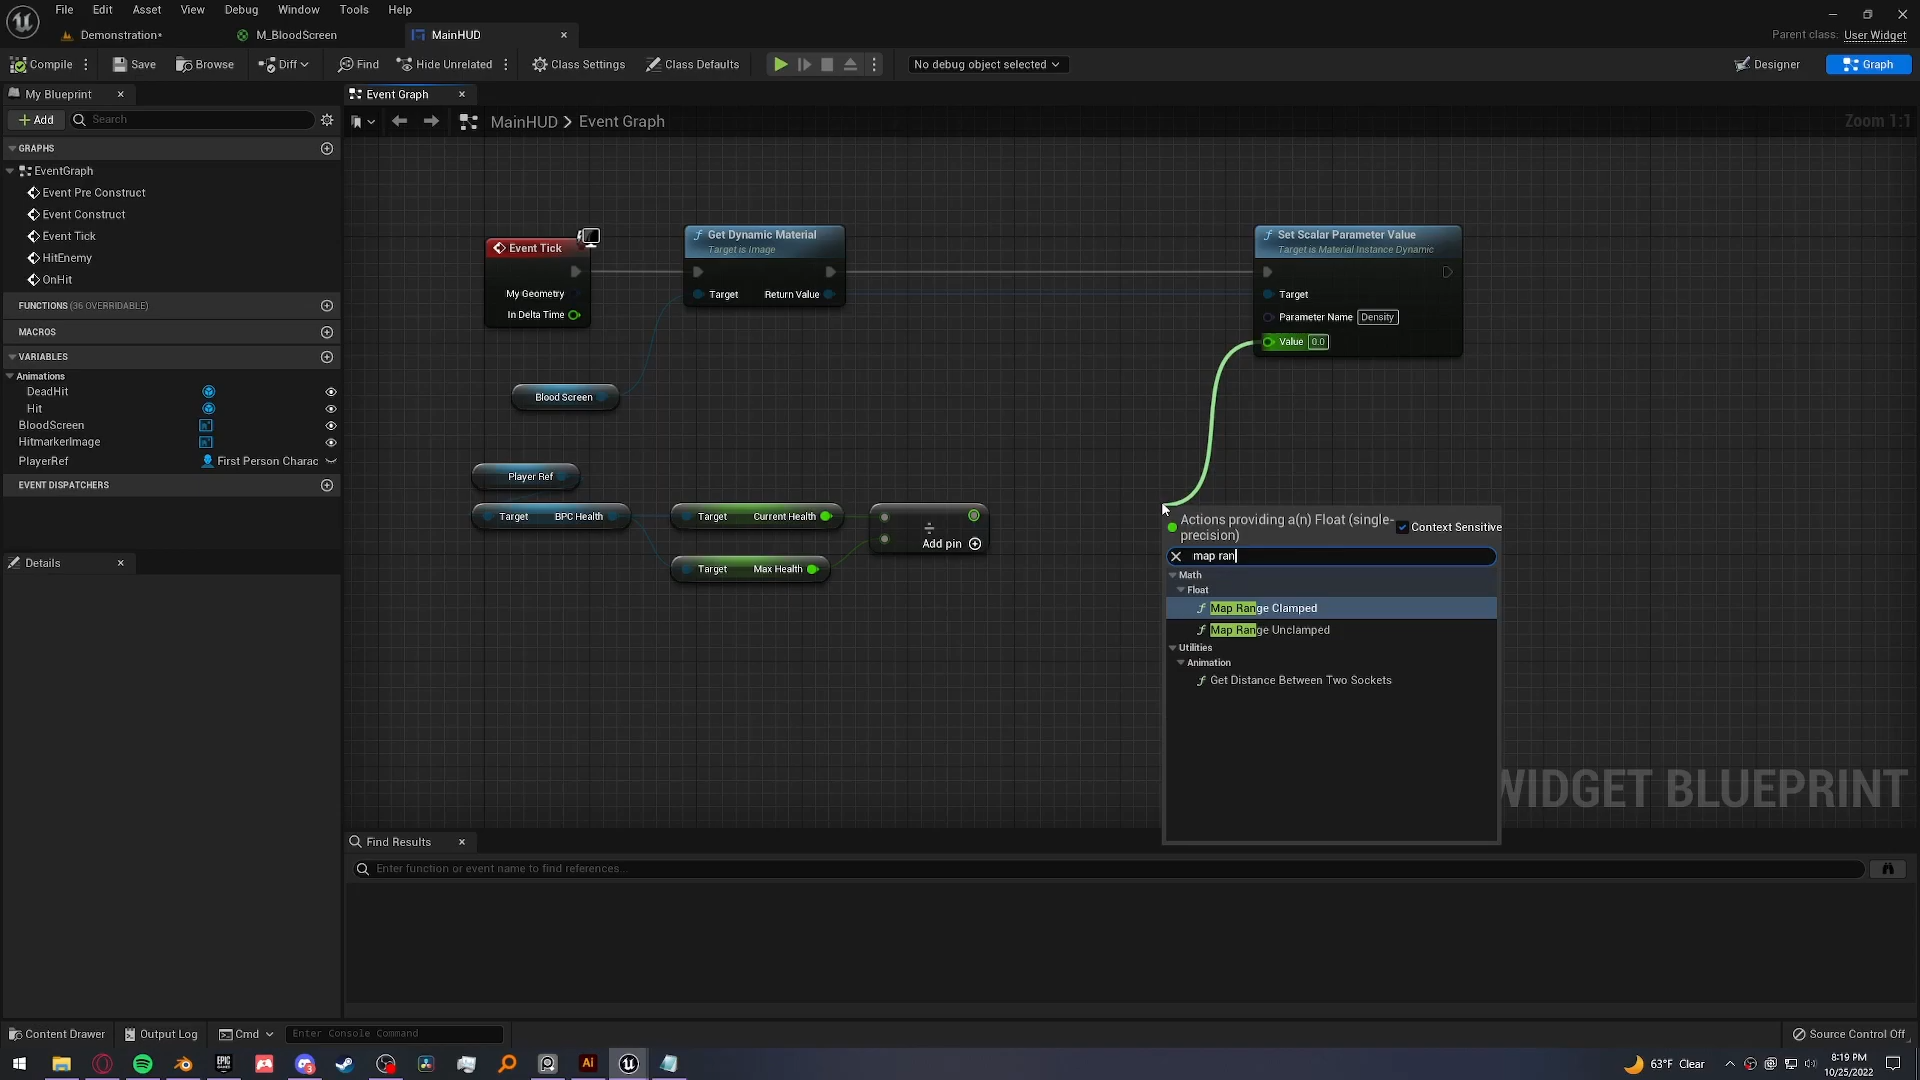 File Edit Asset View Debug Window Tools Help
Demonstration* M_BloodScreen MainHUD
Parent class: User Widget
Compile Save Browse Diff Find Hide Unrelated Class Settings Class Defaults No debug object selected Designer Graph
My Blueprint Event Graph
Add Search
MainHUD > Event Graph Zoom 1:1
GRAPHS
EventGraph
Event Pre Construct
Event Construct
Event Tick
HitEnemy
OnHit
FUNCTIONS (36 OVERRIDABLE)
MACROS
VARIABLES
Animations
DeadHit
Hit
BloodScreen
HitmarkerImage
PlayerRef First Person Charac
EVENT DISPATCHERS
Details
Event Tick
My Geometry
In Delta Time
Get Dynamic Material
Target is Image
Target Return Value
Set Scalar Parameter Value
Target is Material Instance Dynamic
Target
Parameter Name Density
Value 0.0
Blood Screen
Player Ref
Target BPC Health
Target Current Health
Add pin
Target Max Health
Actions providing a(n) Float (single-
precision)
Context Sensitive
map ran
Math
Float
Map Range Clamped
Map Range Unclamped
Utilities
Animation
Get Distance Between Two Sockets
WIDGET BLUEPRINT
Find Results
Enter function or event name to find references...
Content Drawer Output Log Cmd Enter Console Command Source Control Off
63°F Clear
8:19 PM
10/25/2022